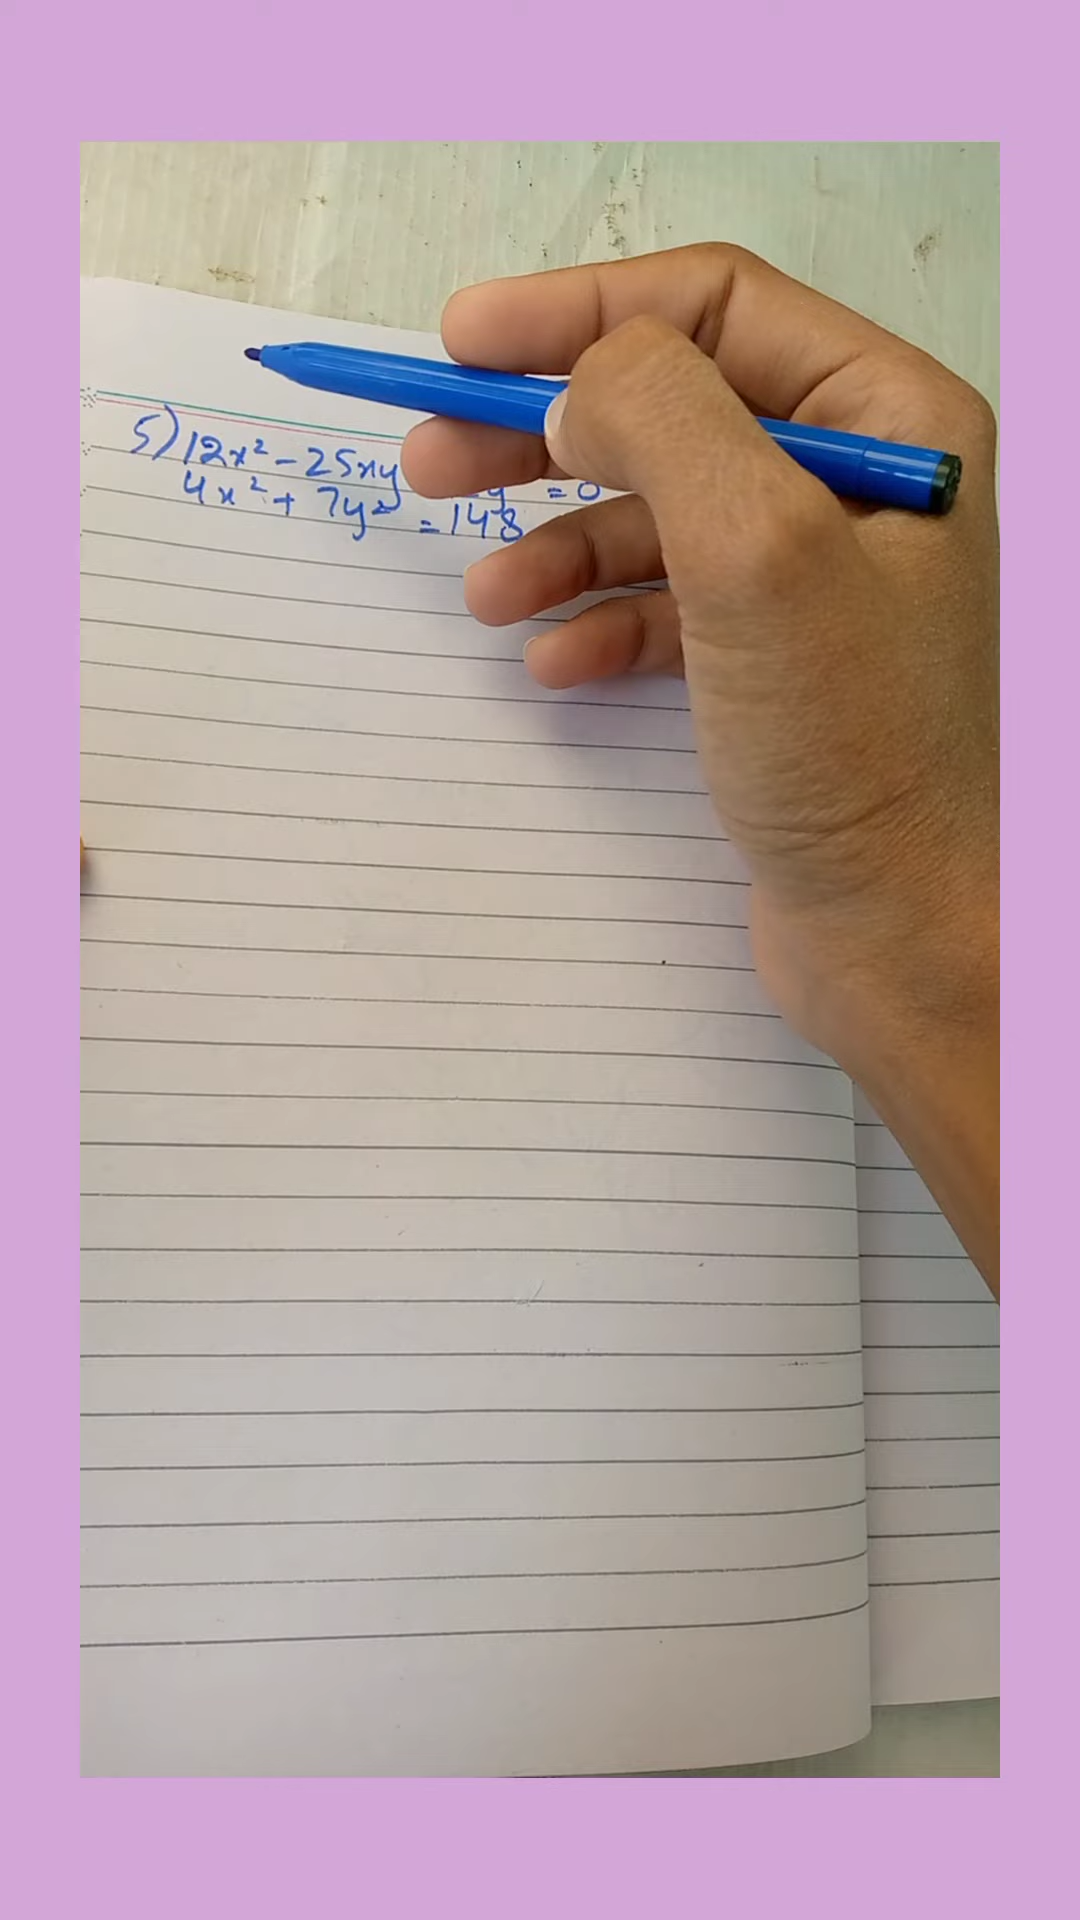 5) 12x² - 25xy y = 0
4x² + 7y² = 148